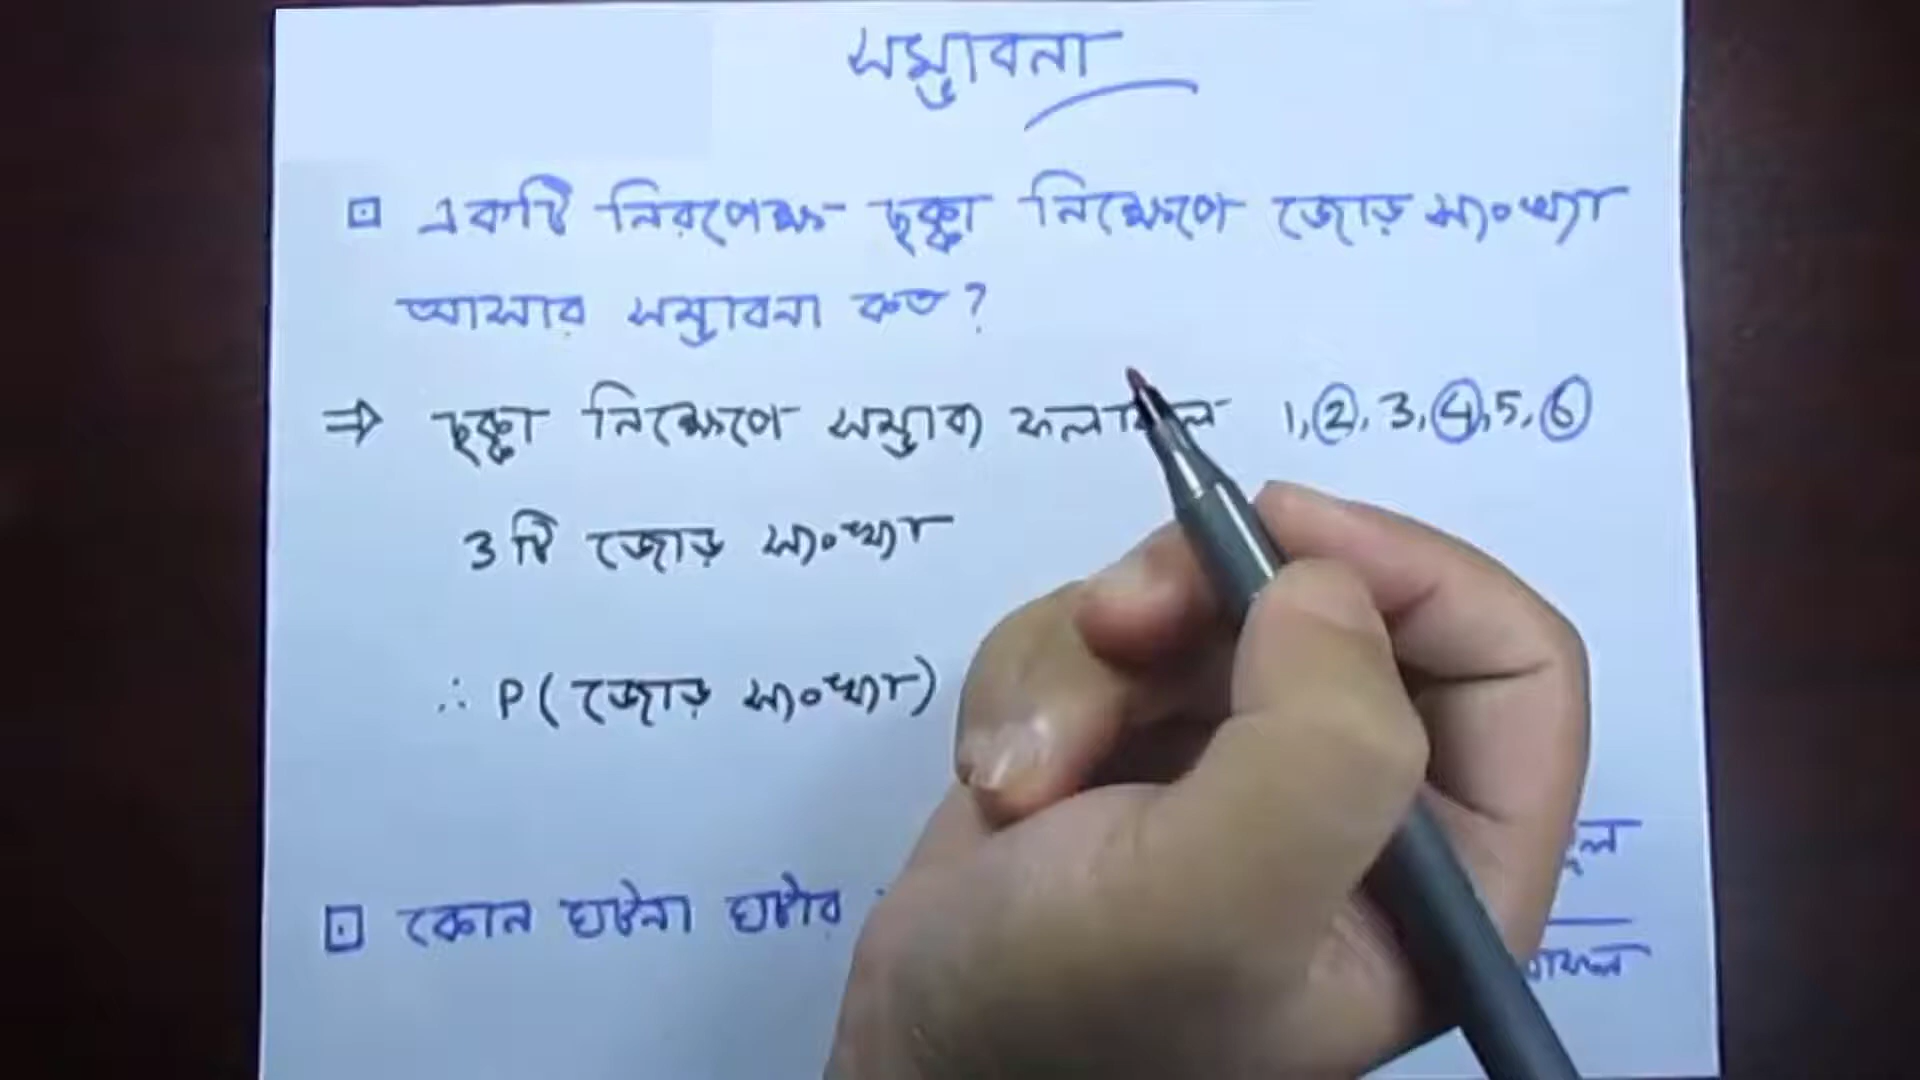 সম্ভাবনা
একটি নিরপেক্ষ ছক্কা নিক্ষেপে জোড় সংখ্যা
আসার সম্ভাবনা কত?
⇒ ছক্কা নিক্ষেপে সম্ভাব্য ফলাফল 1, 2, 3, 4, 5, 6
3টি জোড় সংখ্যা
∴ P(জোড় সংখ্যা)
কোন ঘটনা ঘটার